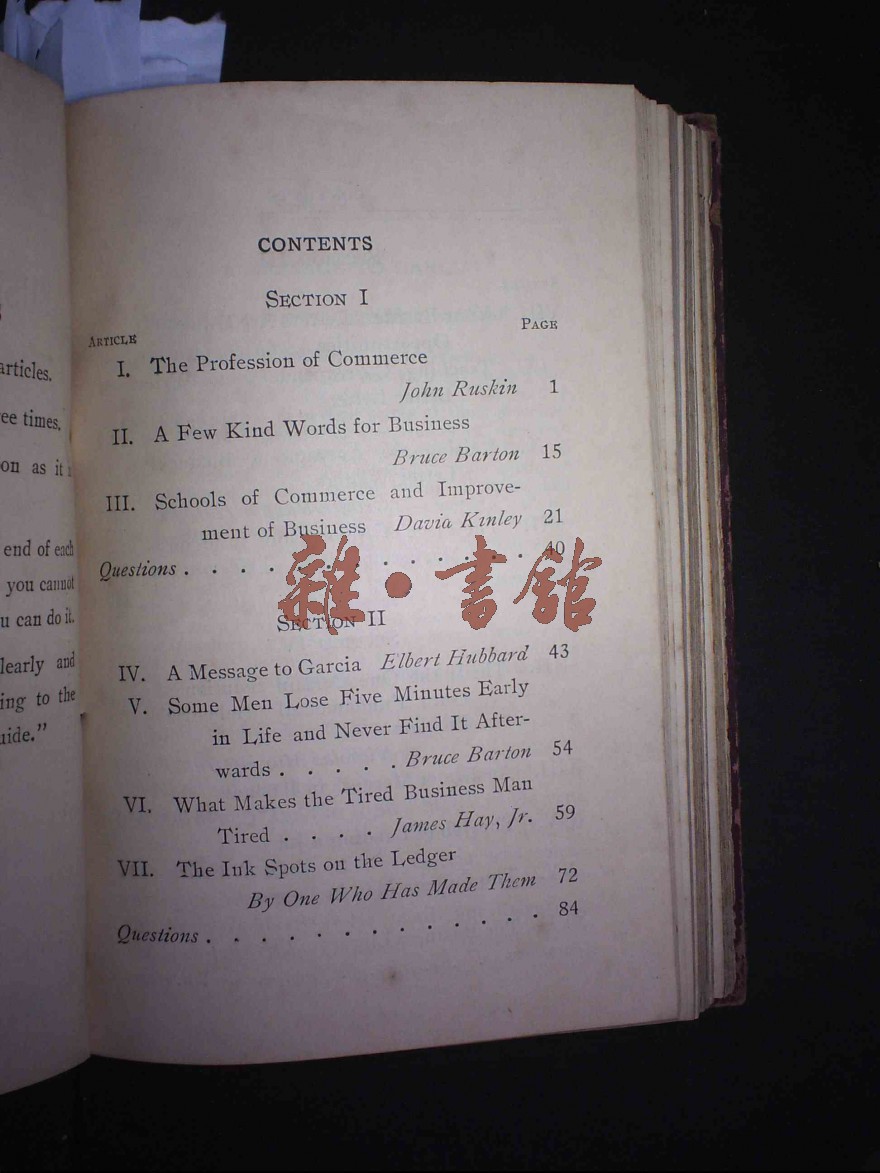 articles.
ee times,
on as it
end of each
you cannot
u can do it.
learly and
ing to the
uide."
CONTENTS
SECTION I
ARTICLE PAGE
I. The Profession of Commerce
John Ruskin 1
II. A Few Kind Words for Business
Bruce Barton 15
III. Schools of Commerce and Improve-
ment of Business David Kinley 21
Questions . . . . . . . . . . . . . 40
雜·書館
SECTION II
IV. A Message to Garcia Elbert Hubbard 43
V. Some Men Lose Five Minutes Early
in Life and Never Find It After-
wards . . . . . Bruce Barton 54
VI. What Makes the Tired Business Man
Tired . . . . James Hay, Jr. 59
VII. The Ink Spots on the Ledger
By One Who Has Made Them 72
Questions . . . . . . . . . . . . . 84